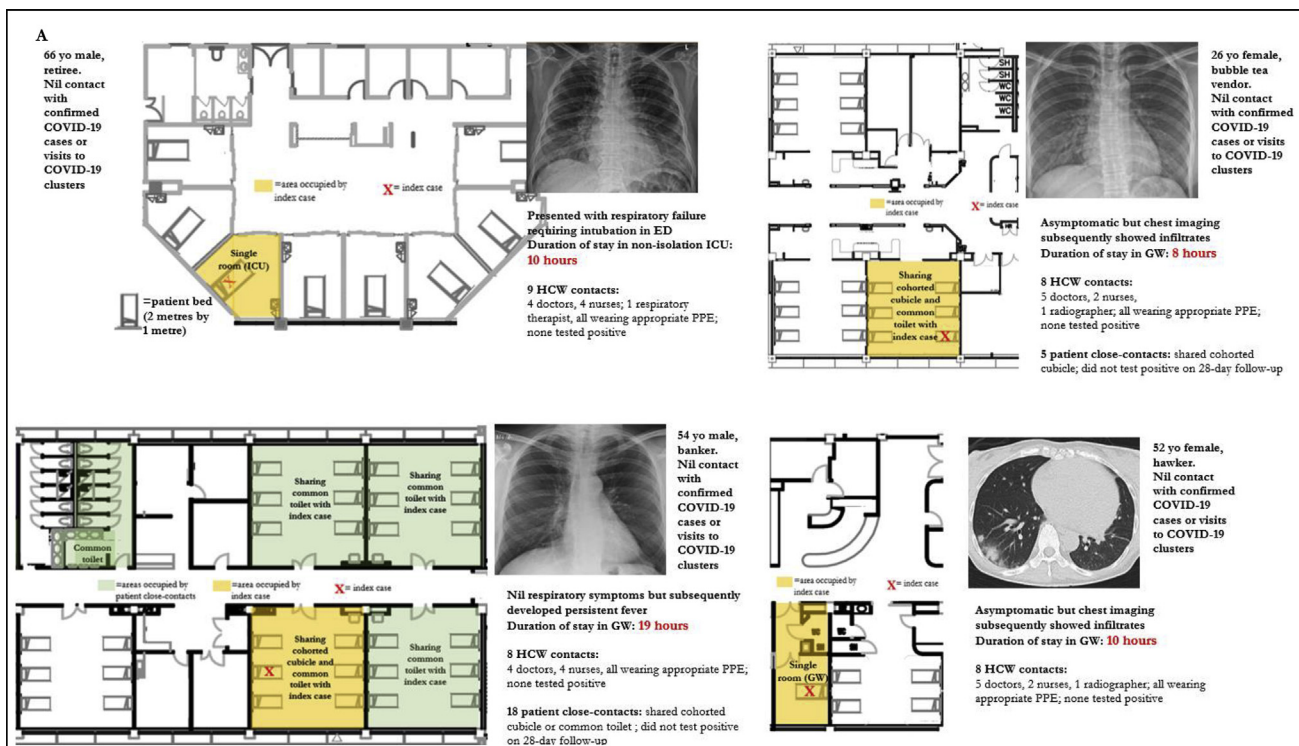 A
66 yo male,
retiree.
Nil contact
with
confirmed
COVID-19
cases or
visits to
COVID-19
clusters
=area occupied by
index case
X= index case
Single
room (ICU)
X
=patient bed
(2 metres by
1 metre)
L
Presented with respiratory failure
requiring intubation in ED
Duration of stay in non-isolation ICU:
10 hours
9 HCW contacts:
4 doctors, 4 nurses; 1 respiratory
therapist, all wearing appropriate PPE;
none tested positive
SH
SH
WC
WC
WC
=area occupied by
index case
X= index case
Sharing
cohorted
cubicle and
common
toilet with
index case
X
26 yo female,
bubble tea
vendor.
Nil contact
with confirmed
COVID-19
cases or visits
to COVID-19
clusters
Asymptomatic but chest imaging
subsequently showed infiltrates
Duration of stay in GW: 8 hours
8 HCW contacts:
5 doctors, 2 nurses,
1 radiographer; all wearing
appropriate PPE;
none tested positive
5 patient close-contacts: shared cohorted
cubicle; did not test positive on 28-day follow-up
Common
toilet
Sharing
common
toilet with
index case
Sharing
common
toilet with
index case
=areas occupied by
patient close-contacts
=area occupied by
index case
X= index case
Sharing
cohorted
cubicle and
common
toilet with
index case
X
Sharing
common
toilet with
index case
54 yo male,
banker.
Nil contact
with
confirmed
COVID-19
cases or
visits to
COVID-19
clusters
Nil respiratory symptoms but subsequently
developed persistent fever
Duration of stay in GW: 19 hours
8 HCW contacts:
4 doctors, 4 nurses, all wearing appropriate PPE;
none tested positive
18 patient close-contacts: shared cohorted
cubicle or common toilet ; did not test positive
on 28-day follow-up
=area occupied by
index case
X= index case
Single
room (GW)
X
52 yo female,
hawker.
Nil contact
with confirmed
COVID-19
cases or visits
to COVID-19
clusters
Asymptomatic but chest imaging
subsequently showed infiltrates
Duration of stay in GW: 10 hours
8 HCW contacts:
5 doctors, 2 nurses, 1 radiographer; all wearing
appropriate PPE; none tested positive